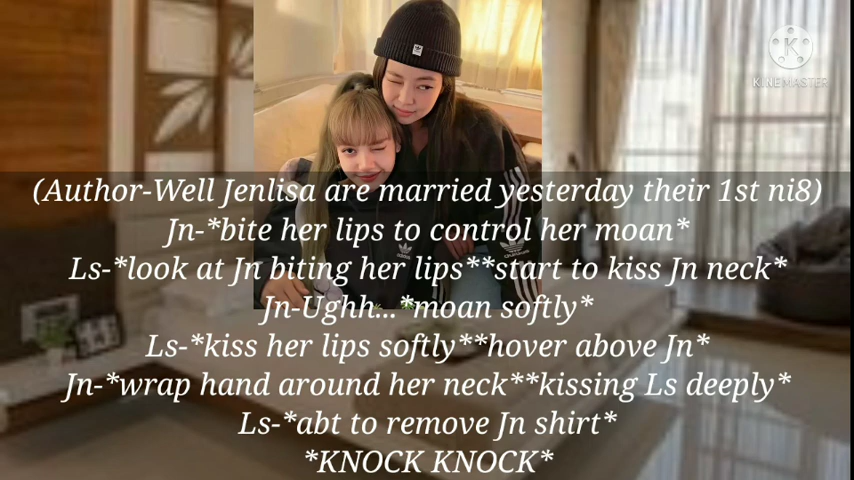 KINEMASTER
(Author-Well Jenlisa are married yesterday their 1st ni8)
Jn-*bite her lips to control her moan*
Ls-*look at Jn biting her lips**start to kiss Jn neck*
Jn-Ughh...*moan softly*
Ls-*kiss her lips softly**hover above Jn*
Jn-*wrap hand around her neck**kissing Ls deeply*
Ls-*abt to remove Jn shirt*
*KNOCK KNOCK*